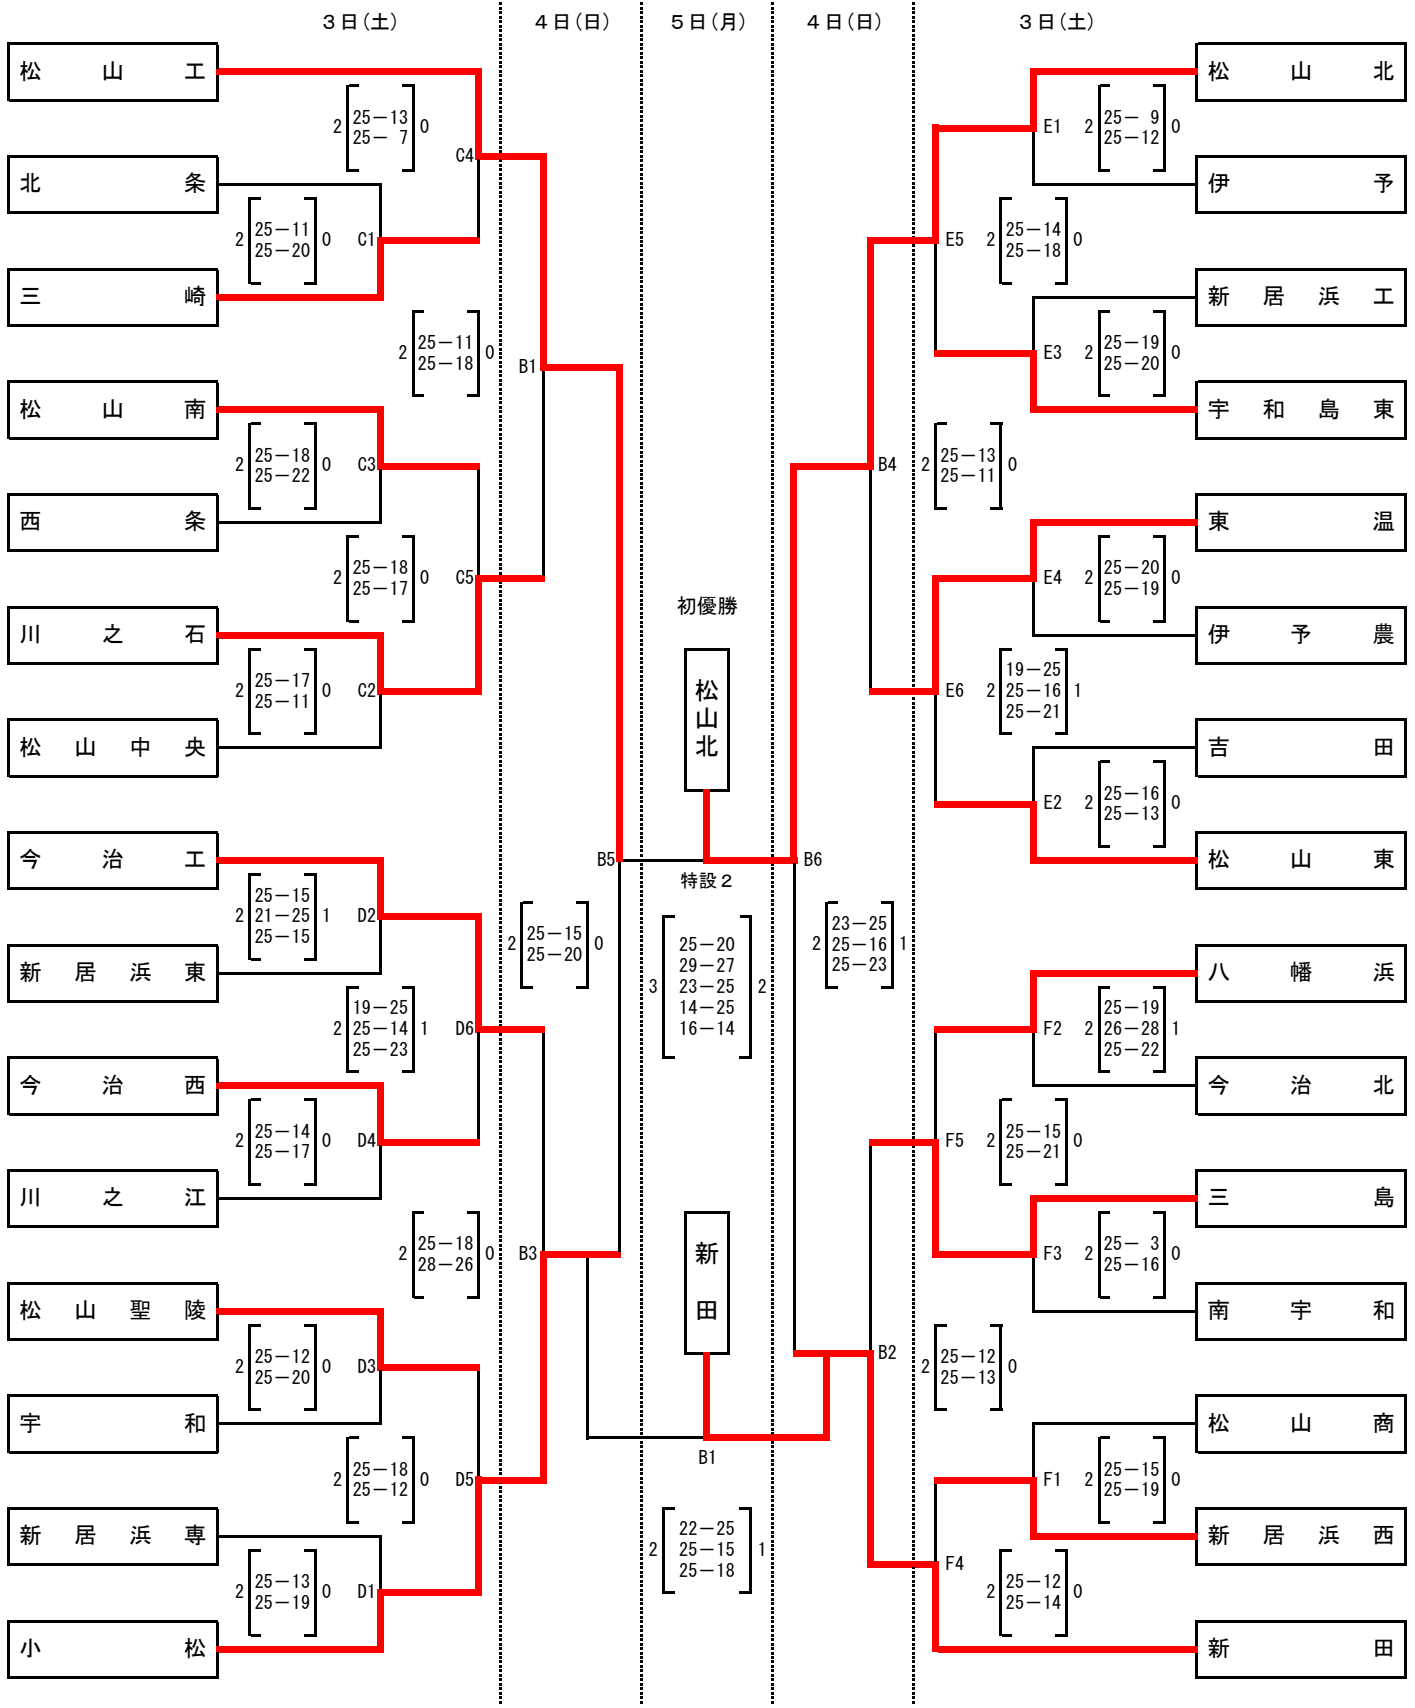 3日(土) 4日(日) 5日(月) 4日(日) 3日(土)
松山工
2 25－13 0
25－ 7
C4
北条
2 25－11 0 C1
25－20
三崎
2 25－11 0 B1
25－18
松山南
2 25－18 0 C3
25－22
西条
2 25－18 0 C5
25－17
川之石
2 25－17 0 C2
25－11
松山中央
今治工
B5
2 25－15 1 D2
21－25
25－15
2 25－15 0
25－20
新居浜東
2 19－25 1 D6
25－14
25－23
今治西
2 25－14 0 D4
25－17
川之江
2 25－18 0 B3
28－26
松山聖陵
2 25－12 0 D3
25－20
宇和
2 25－18 0 D5
25－12
新居浜専
2 25－13 0 D1
25－19
小松
初優勝
松山北
特設2
3 25－20 2
29－27
23－25
14－25
16－14
新田
B1
2 22－25 1
25－15
25－18
松山北
E1 2 25－ 9 0
25－12
伊予
E5 2 25－14 0
25－18
新居浜工
E3 2 25－19 0
25－20
宇和島東
B4 2 25－13 0
25－11
東温
E4 2 25－20 0
25－19
伊予農
E6 2 19－25 1
25－16
25－21
吉田
E2 2 25－16 0
25－13
松山東
B6
2 23－25 1
25－16
25－23
八幡浜
F2 2 25－19 1
26－28
25－22
今治北
F5 2 25－15 0
25－21
三島
F3 2 25－ 3 0
25－16
南宇和
B2 2 25－12 0
25－13
松山商
F1 2 25－15 0
25－19
新居浜西
F4 2 25－12 0
25－14
新田